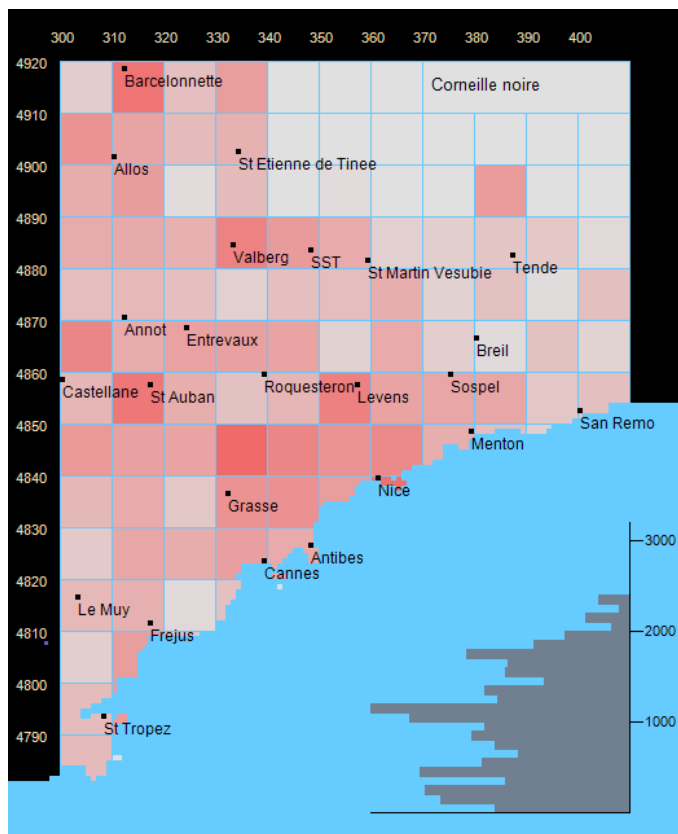 300 310 320 330 340 350 360 370 380 390 400
4920
Barcelonnette
Corneille noire
4910
4900
St Etienne de Tinee
Allos
4890
Valberg
SST
St Martin Vesubie
Tende
4880
4870
Annot
Entrevaux
Breil
4860
Castellane
St Auban
Roquesteron
Levens
Sospel
4850
San Remo
Menton
4840
Nice
Grasse
4830
3000
Antibes
Cannes
4820
Le Muy
2000
4810
Frejus
4800
1000
St Tropez
4790